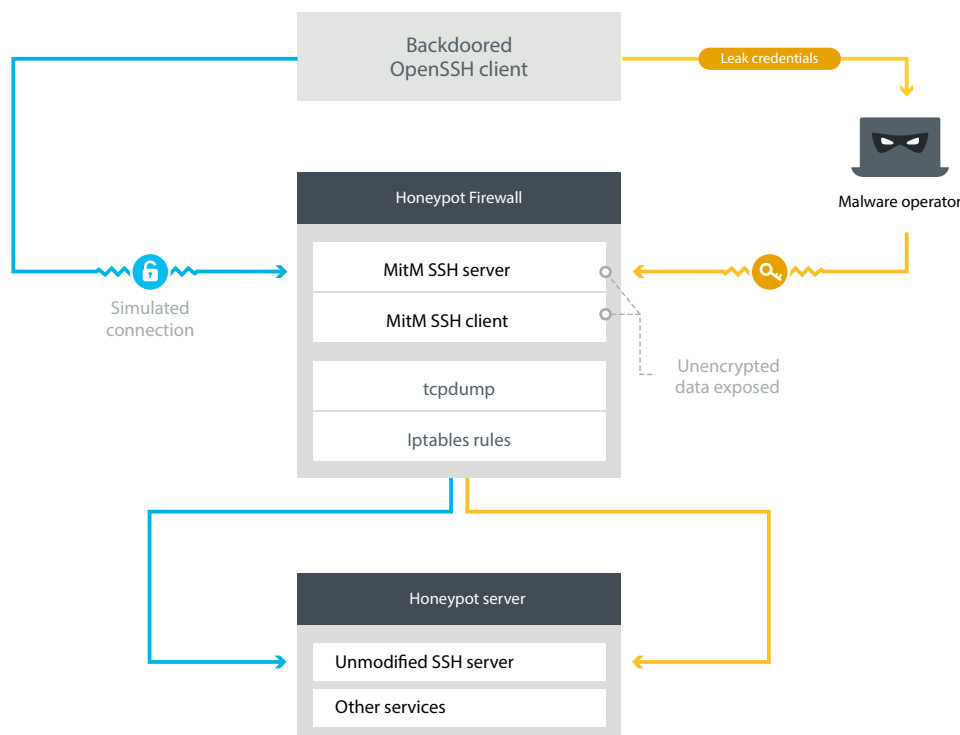 Backdoored
OpenSSH client
Leak credentials
Malware operator
Honeypot Firewall
MitM SSH server
MitM SSH client
Simulated
connection
Unencrypted
data exposed
tcpdump
Iptables rules
Honeypot server
Unmodified SSH server
Other services